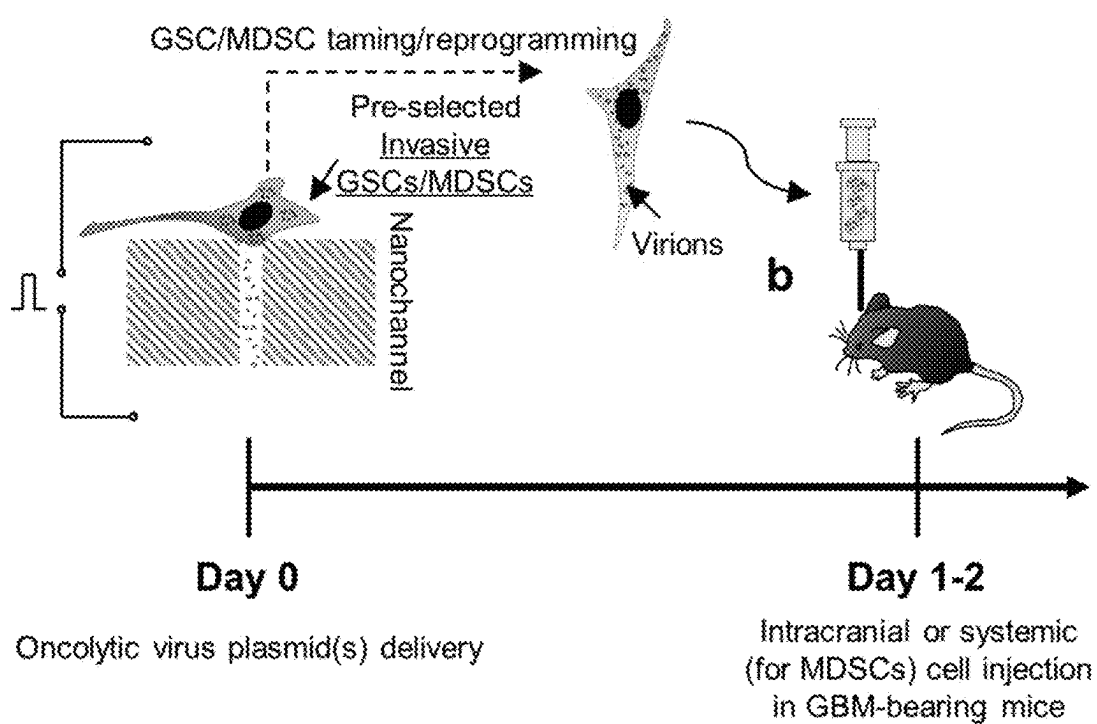 GSC/MDSC taming/reprogramming
Pre-selected
Invasive
GSCs/MDSCs
Nanochannel
Virions
b
Day 0
Day 1-2
Oncolytic virus plasmid(s) delivery
Intracranial or systemic
(for MDSCs) cell injection
in GBM-bearing mice